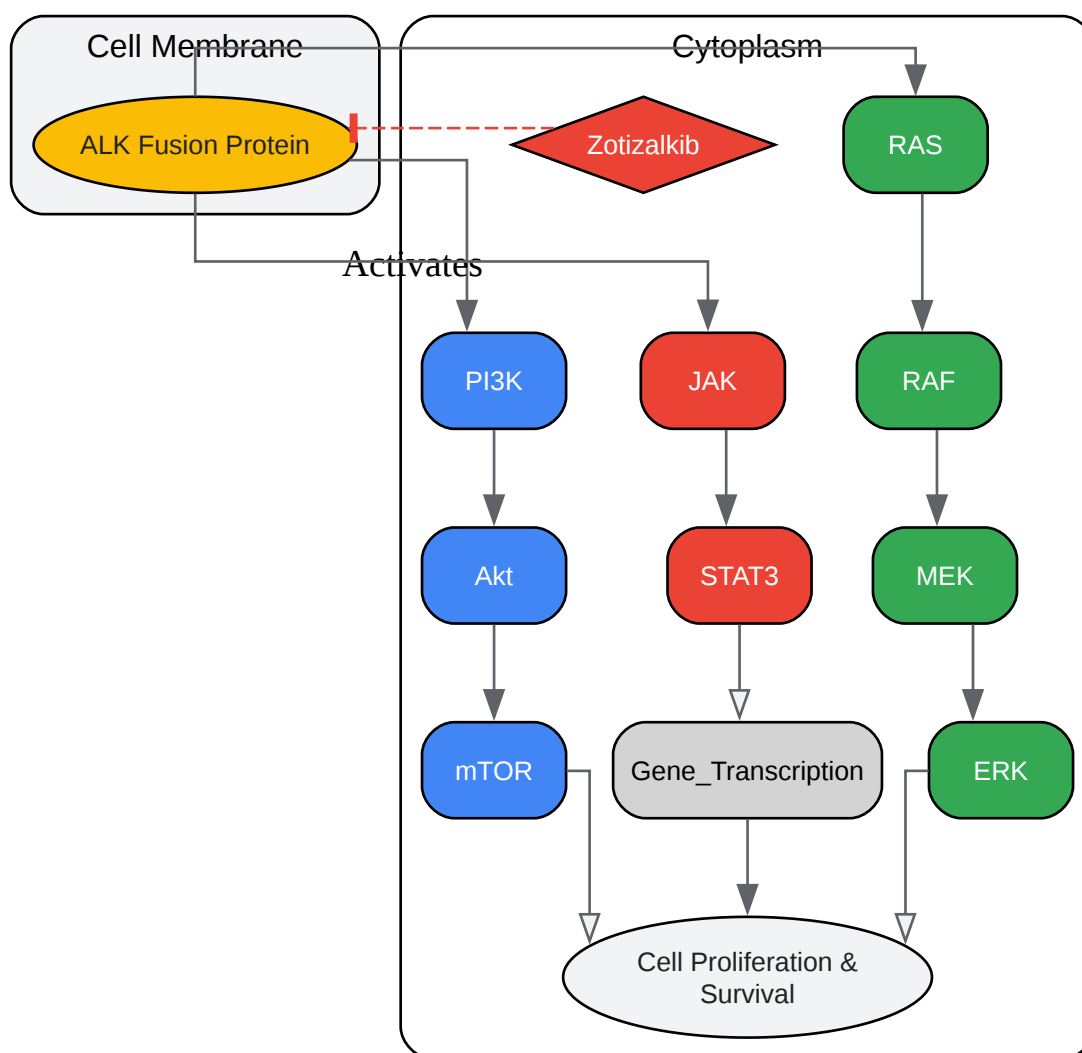 Cell Membrane
Cytoplasm
ALK Fusion Protein
Zotizalkib
RAS
Activates
PI3K
JAK
RAF
Akt
STAT3
MEK
mTOR
Gene_Transcription
ERK
Cell Proliferation &
Survival